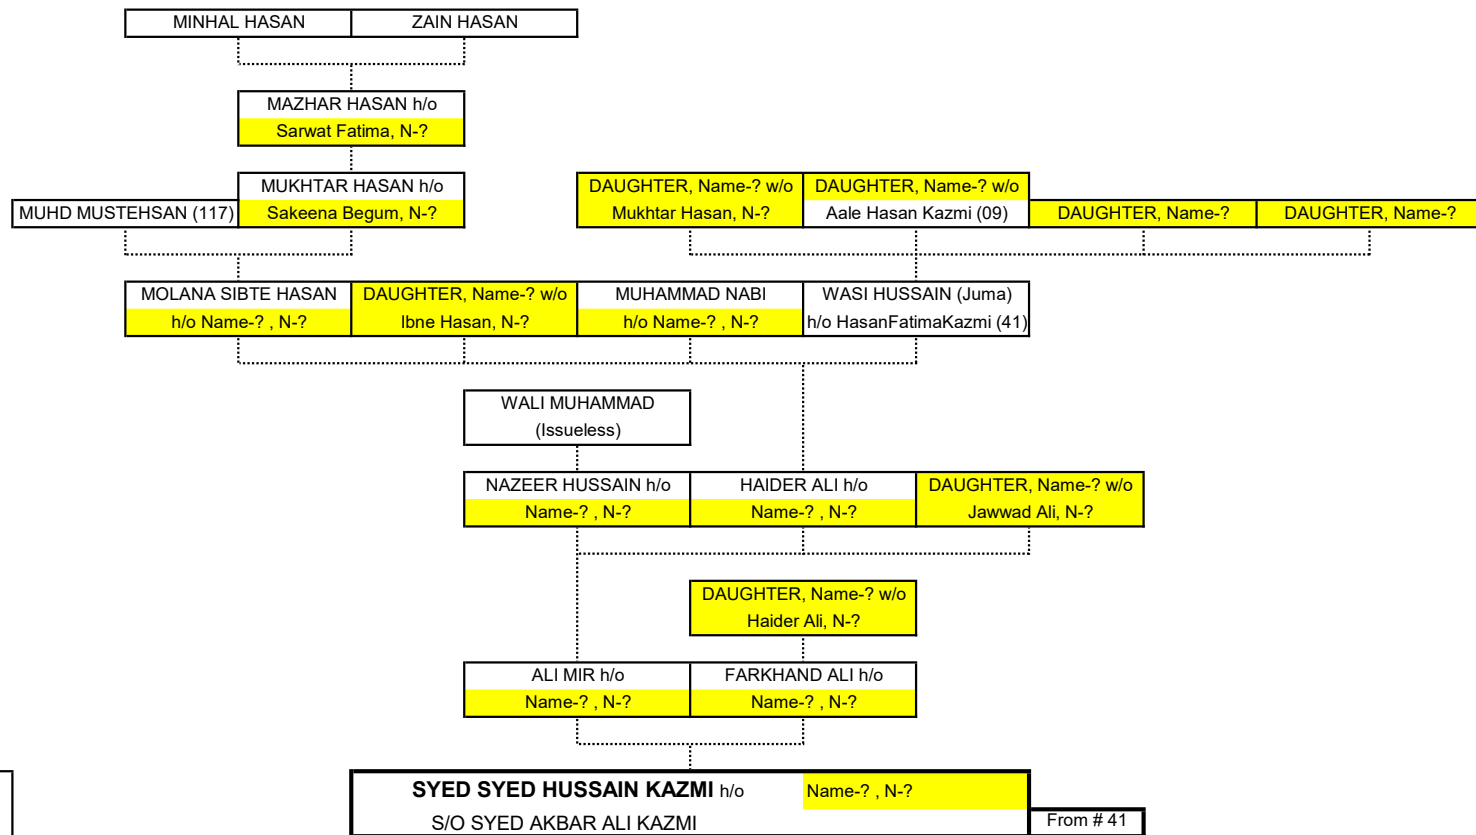 MINHAL HASAN
ZAIN HASAN
MAZHAR HASAN h/o
Sarwat Fatima, N-?
MUHD MUSTEHSAN (117)
MUKHTAR HASAN h/o
Sakeena Begum, N-?
DAUGHTER, Name-? w/o
Mukhtar Hasan, N-?
DAUGHTER, Name-? w/o
Aale Hasan Kazmi (09)
DAUGHTER, Name-?
DAUGHTER, Name-?
MOLANA SIBTE HASAN
h/o Name-? , N-?
DAUGHTER, Name-? w/o
Ibne Hasan, N-?
MUHAMMAD NABI
h/o Name-? , N-?
WASI HUSSAIN (Juma)
h/o HasanFatimaKazmi (41)
WALI MUHAMMAD
(Issueless)
NAZEER HUSSAIN h/o
Name-? , N-?
HAIDER ALI h/o
Name-? , N-?
DAUGHTER, Name-? w/o
Jawwad Ali, N-?
DAUGHTER, Name-? w/o
Haider Ali, N-?
ALI MIR h/o
Name-? , N-?
FARKHAND ALI h/o
Name-? , N-?
SYED SYED HUSSAIN KAZMI h/o Name-? , N-?
S/O SYED AKBAR ALI KAZMI
From # 41